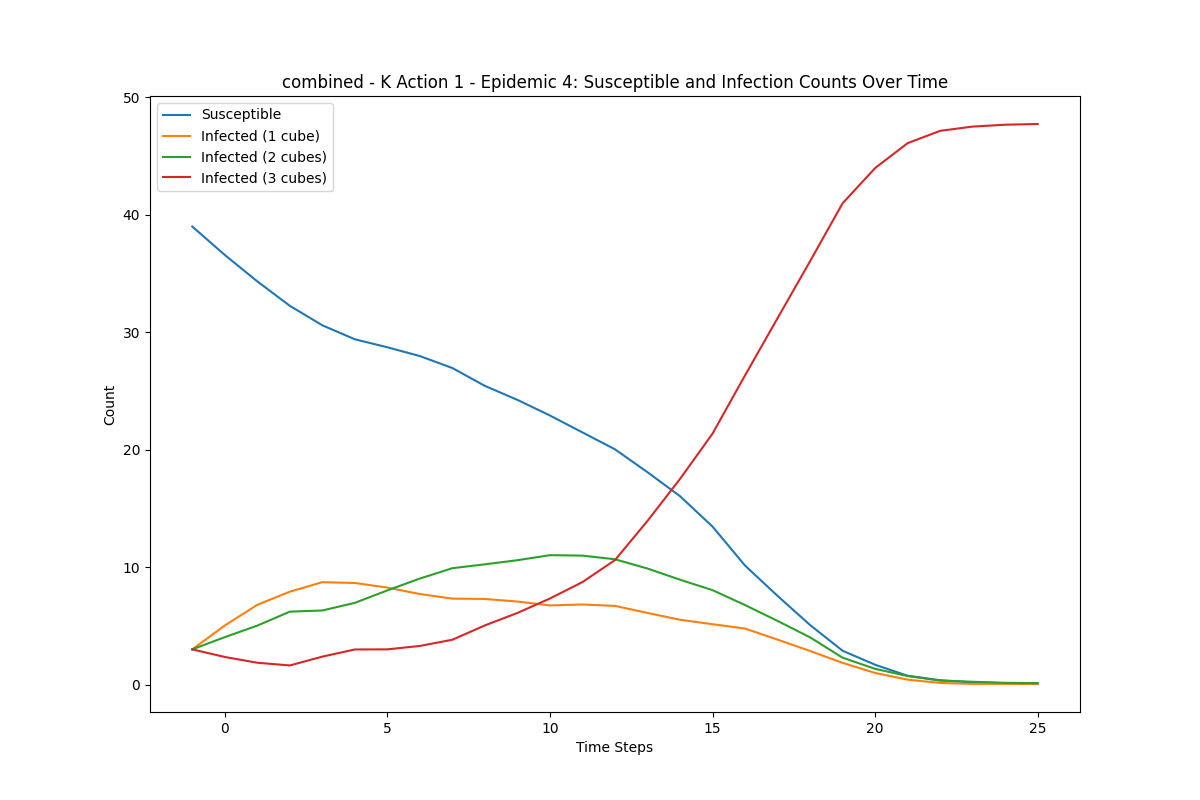 combined - K Action 1 - Epidemic 4: Susceptible and Infection Counts Over Time
Susceptible
Infected (1 cube)
Infected (2 cubes)
Infected (3 cubes)
Count
50
40
30
20
10
0
0 5 10 15 20 25
Time Steps